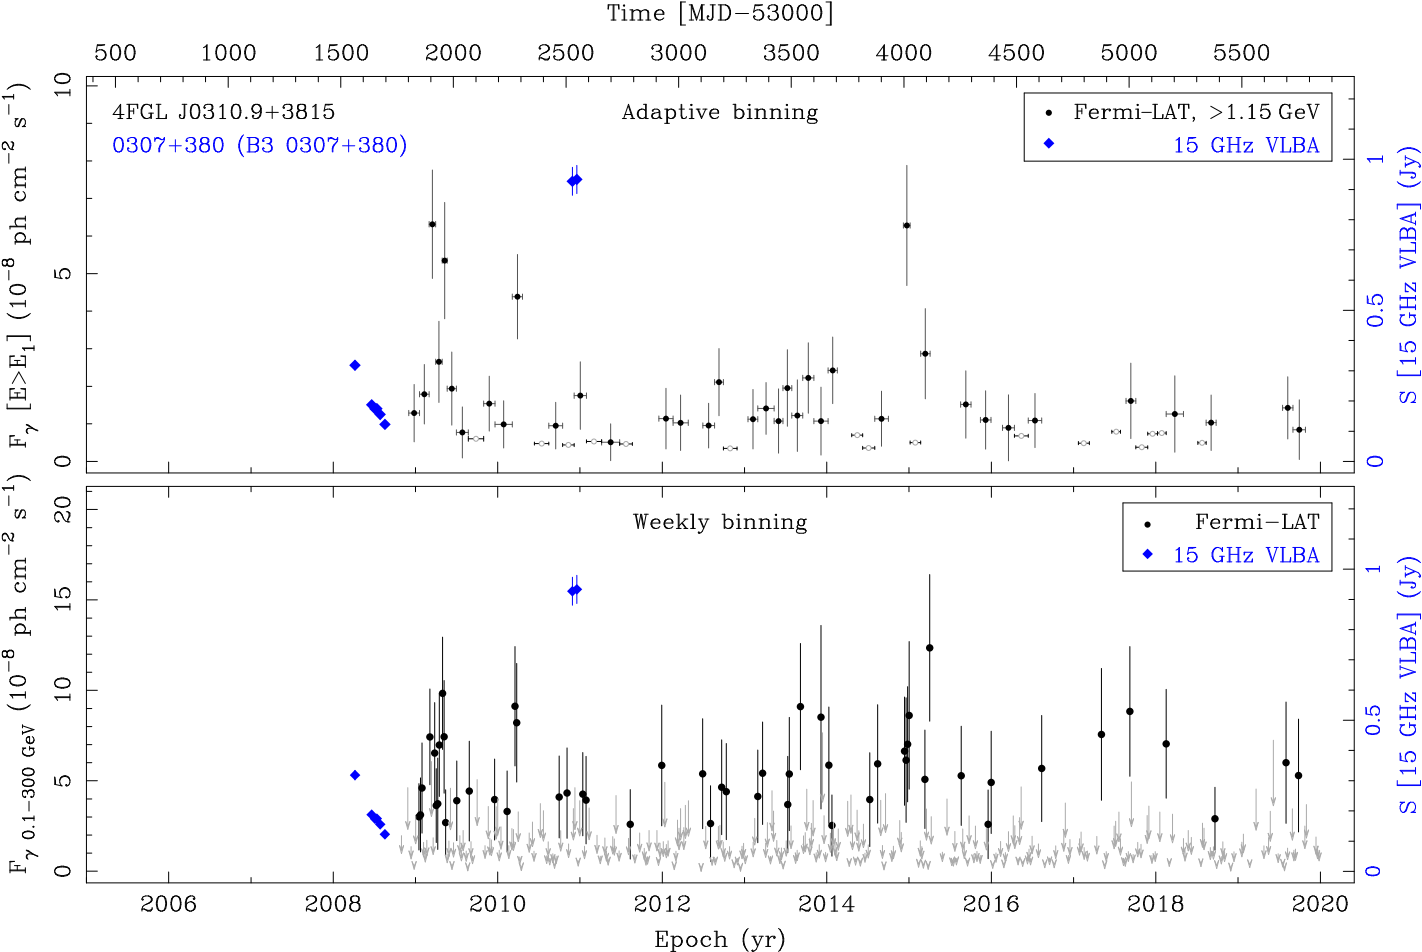 Time [MJD−53000]
500 1000 1500 2000 2500 3000 3500 4000 4500 5000 5500
4FGL J0310.9+3815
0307+380 (B3 0307+380)
Adaptive binning
Fermi−LAT, >1.15 GeV
15 GHz VLBA
F_γ [E>E_1] (10^−8 ph cm^−2 s^−1)
10
5
0
S [15 GHz VLBA] (Jy)
1
0.5
0
Weekly binning
Fermi−LAT
15 GHz VLBA
F_γ 0.1−300 GeV (10^−8 ph cm^−2 s^−1)
20
15
10
5
0
S [15 GHz VLBA] (Jy)
1
0.5
0
2006 2008 2010 2012 2014 2016 2018 2020
Epoch (yr)